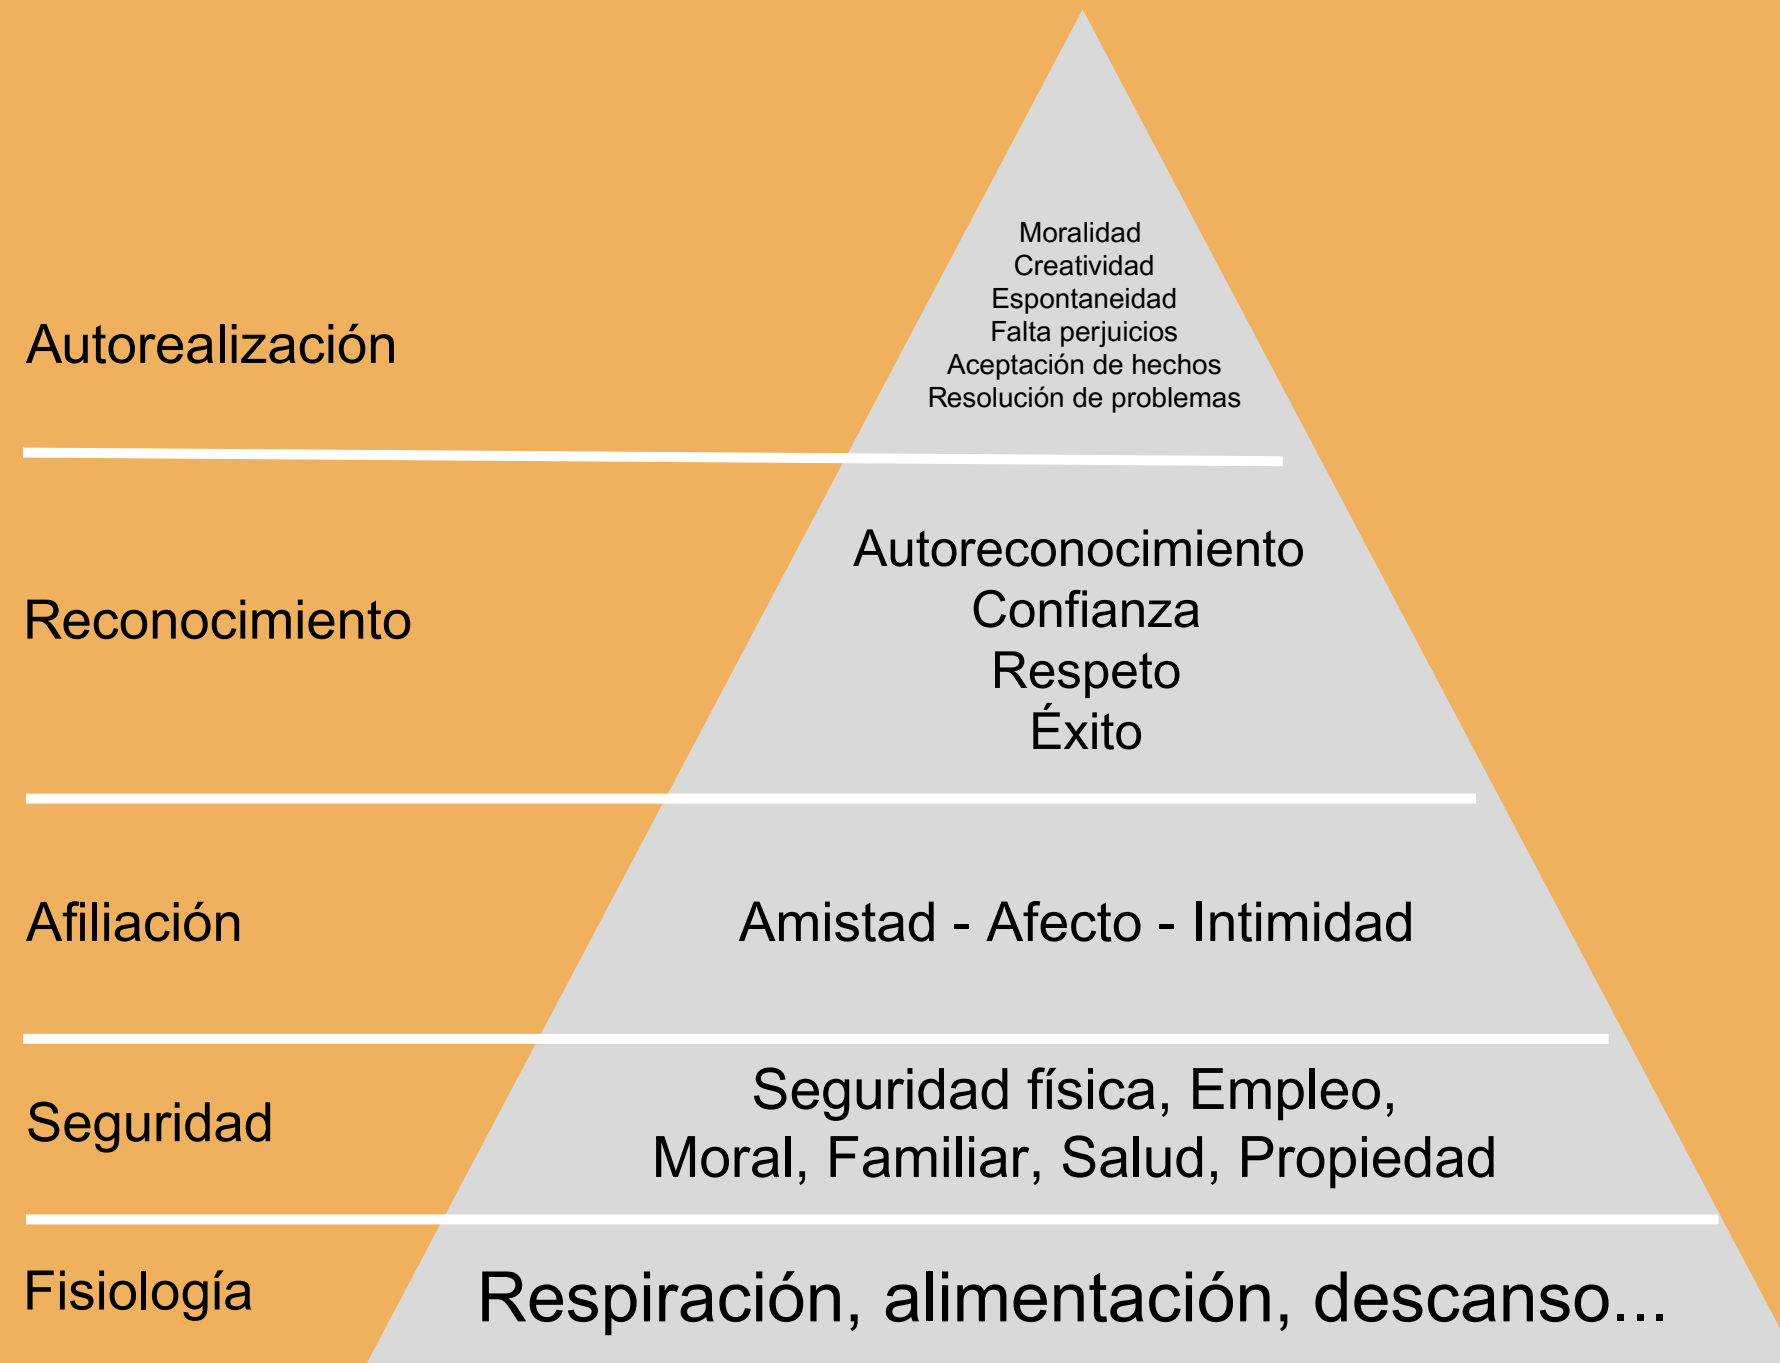 Moralidad
Creatividad
Espontaneidad
Falta perjuicios
Autorealización
Aceptación de hechos
Resolución de problemas
Autoreconocimiento
Confianza
Reconocimiento
Respeto
Éxito
Afiliación
Amistad - Afecto - Intimidad
Seguridad
Seguridad física, Empleo,
Moral, Familiar, Salud, Propiedad
Fisiología
Respiración, alimentación, descanso...